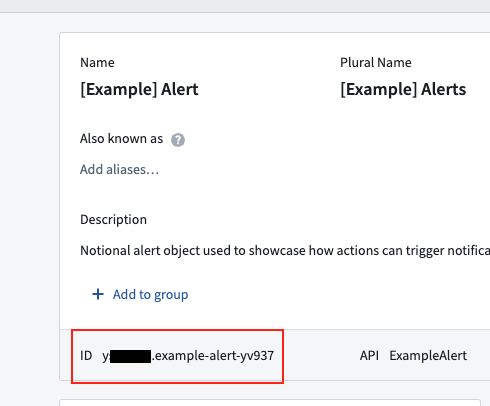 Name Plural Name
[Example] Alert [Example] Alerts
Also known as ?
Add aliases...
Description
Notional alert object used to showcase how actions can trigger notifica
+ Add to group
ID y .example-alert-yv937 API ExampleAlert